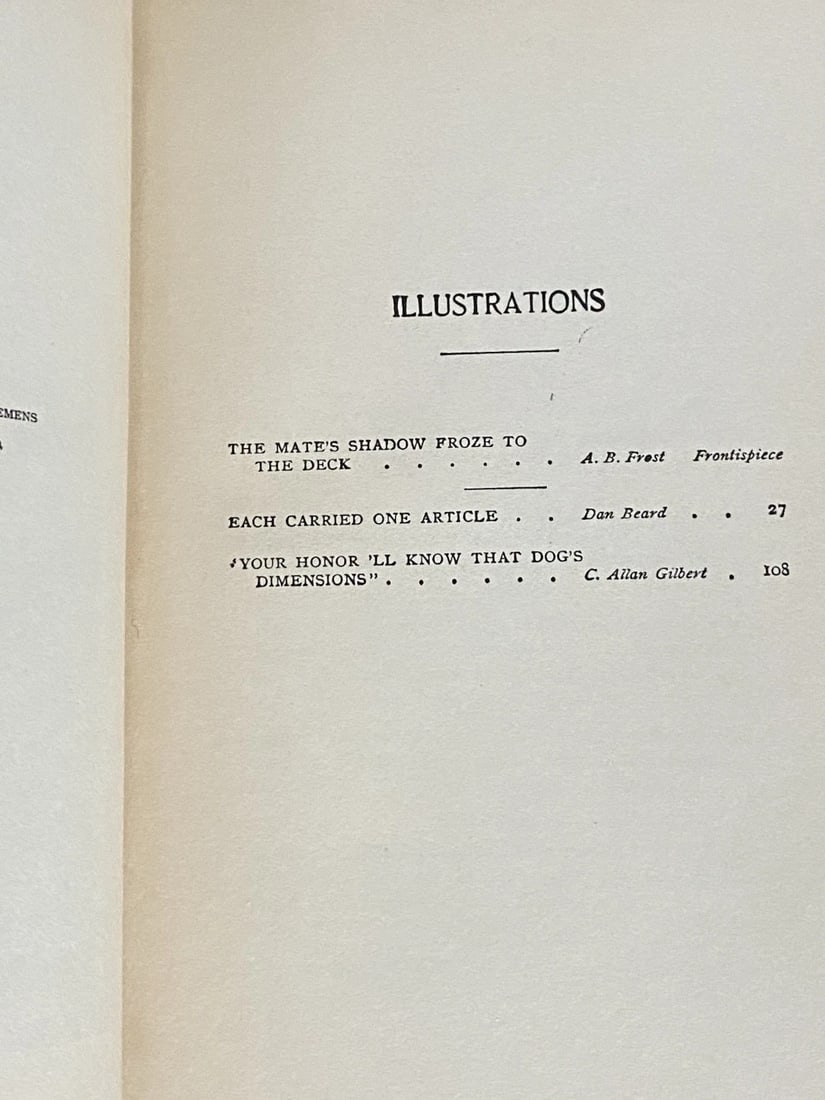 EMENS
ILLUSTRATIONS
THE MATE'S SHADOW FROZE TO
THE DECK . . . . . . A. B. Frost Frontispiece
EACH CARRIED ONE ARTICLE . . Dan Beard . . 27
"YOUR HONOR 'LL KNOW THAT DOG'S
DIMENSIONS" . . . . . . C. Allan Gilbert . 108